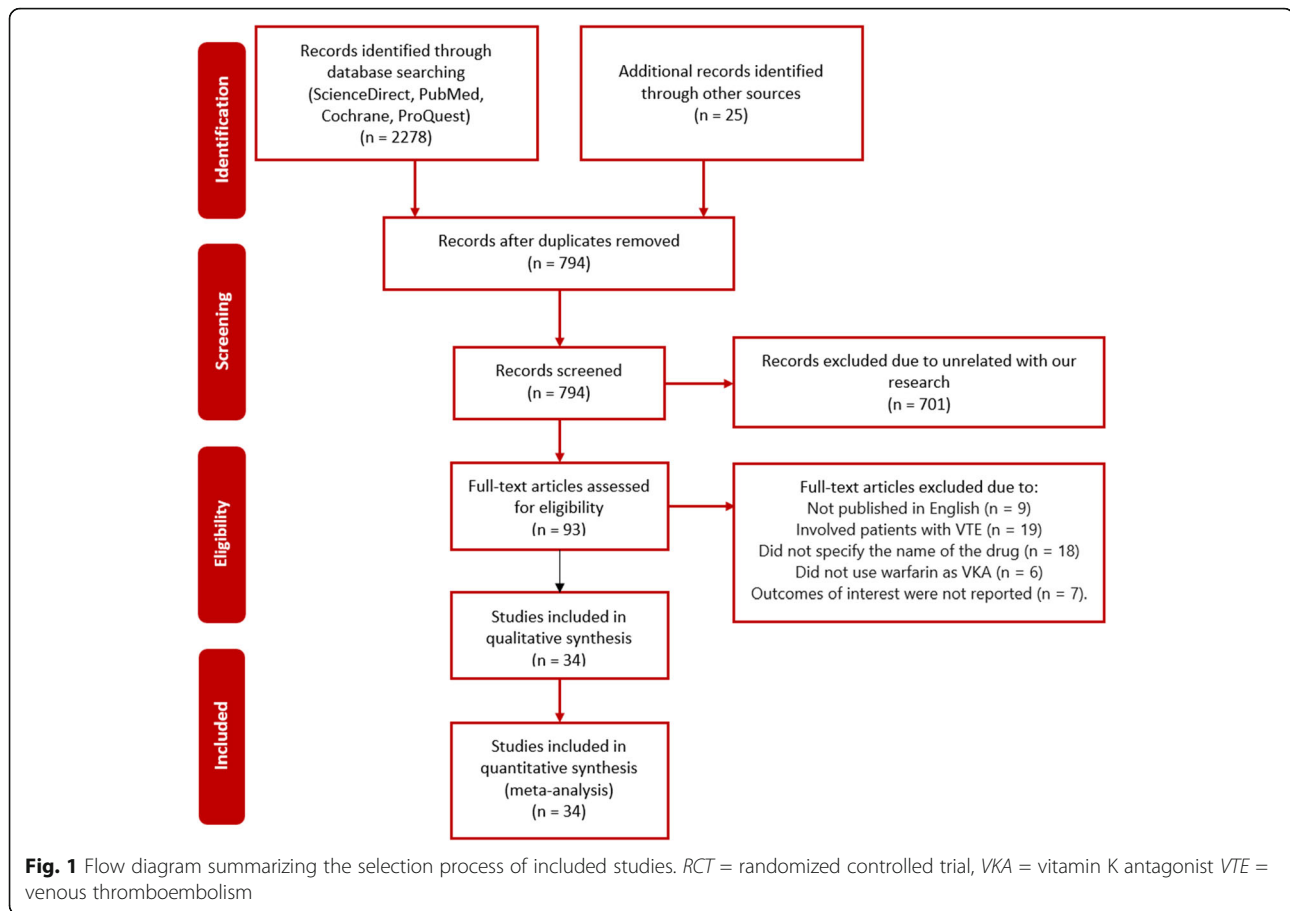 Identification
Records identified through
database searching
(ScienceDirect, PubMed,
Cochrane, ProQuest)
(n = 2278)
Additional records identified
through other sources
(n = 25)
Records after duplicates removed
(n = 794)
Screening
Records screened
(n = 794)
Records excluded due to unrelated with our
research
(n = 701)
Eligibility
Full-text articles assessed
for eligibility
(n = 93)
Full-text articles excluded due to:
Not published in English (n = 9)
Involved patients with VTE (n = 19)
Did not specify the name of the drug (n = 18)
Did not use warfarin as VKA (n = 6)
Outcomes of interest were not reported (n = 7).
Studies included in
qualitative synthesis
(n = 34)
Included
Studies included in
quantitative synthesis
(meta-analysis)
(n = 34)
Fig. 1 Flow diagram summarizing the selection process of included studies. RCT = randomized controlled trial, VKA = vitamin K antagonist VTE =
venous thromboembolism